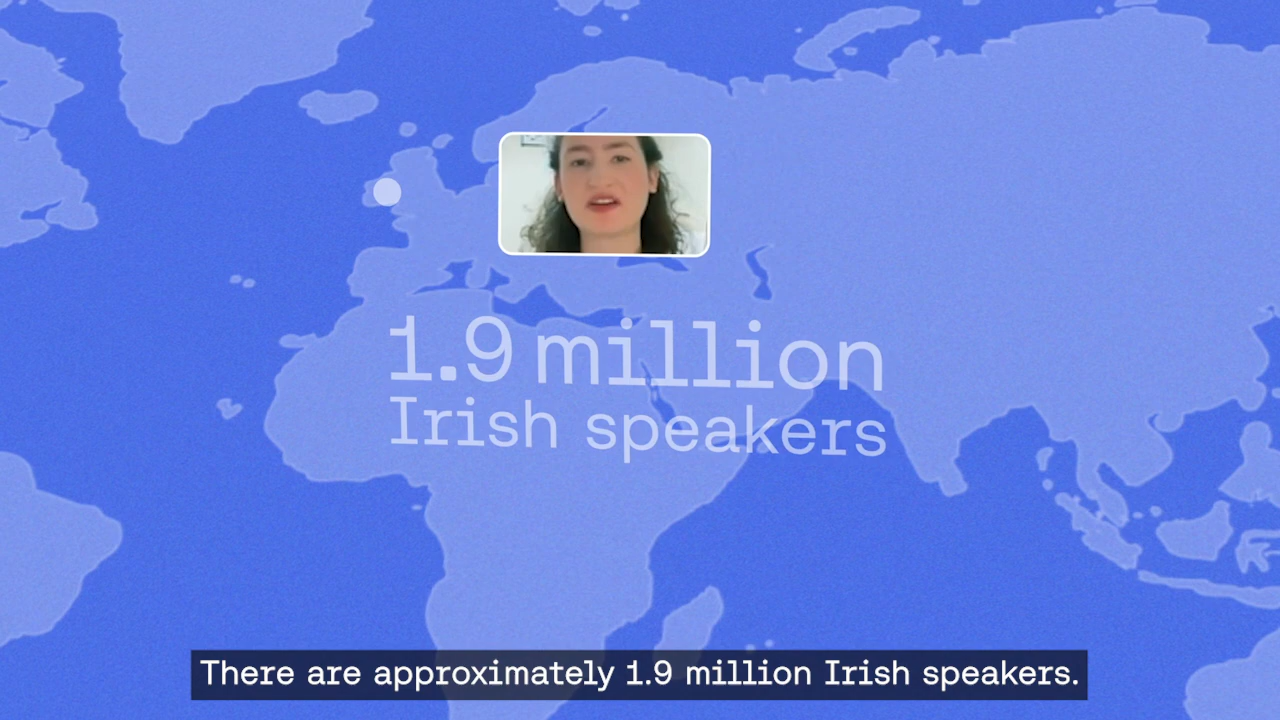 1.9 million
Irish speakers
There are approximately 1.9 million Irish speakers.